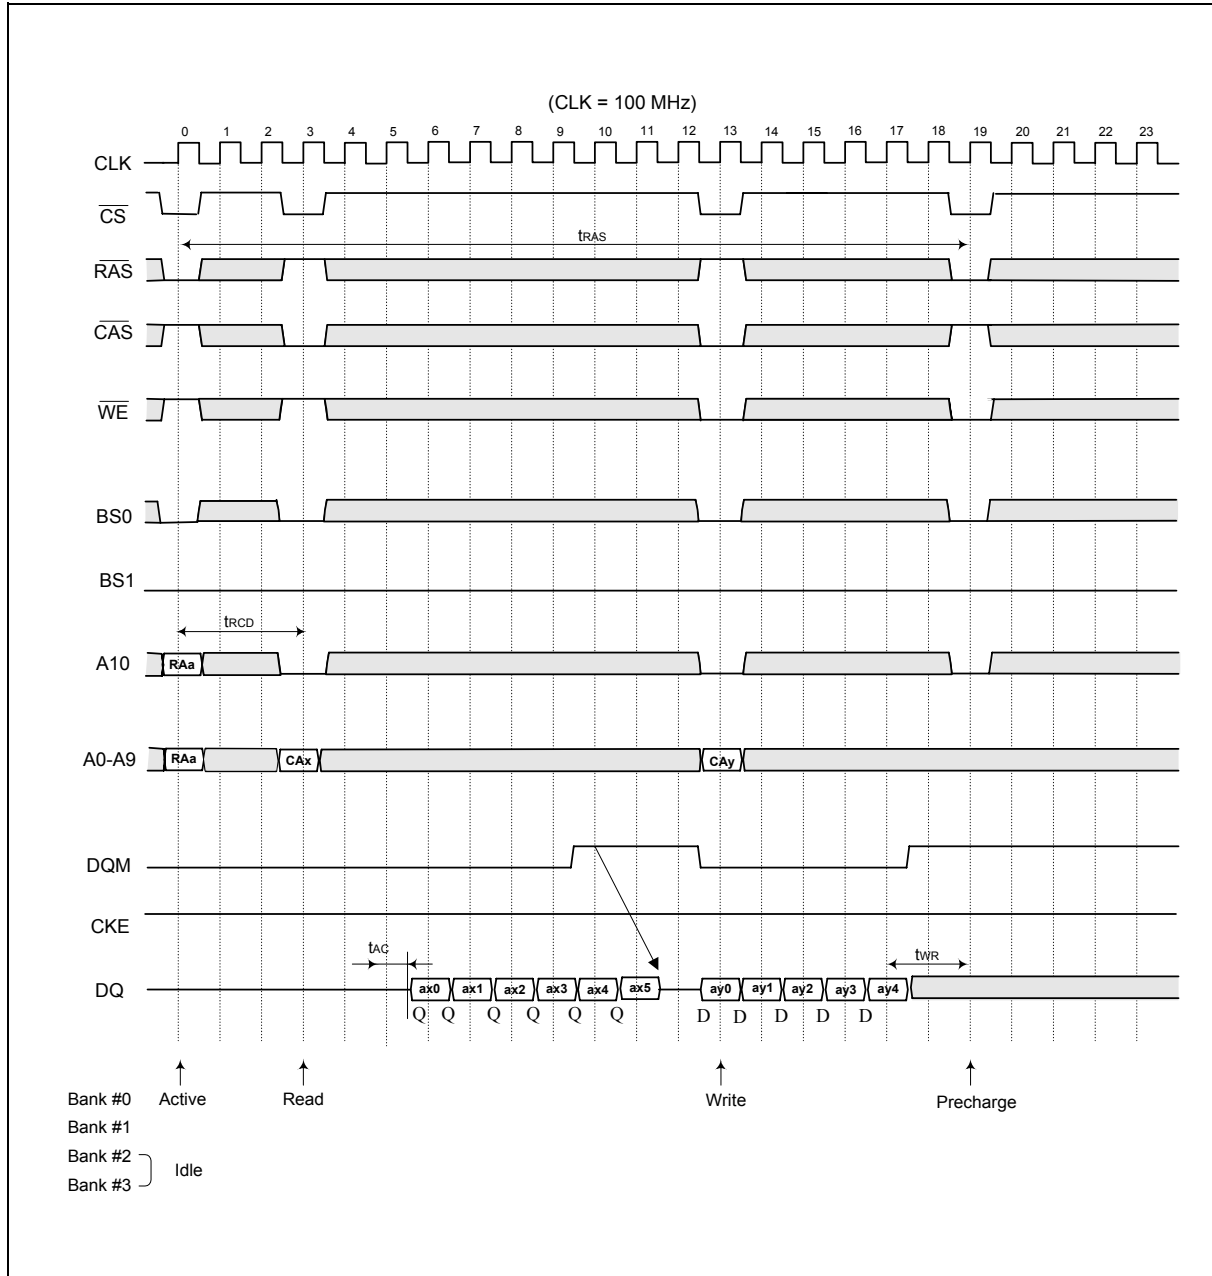 (CLK = 100 MHz)
0 1 2 3 4 5 6 7 8 9 10 11 12 13 14 15 16 17 18 19 20 21 22 23
CLK
CS
tRAS
RAS
CAS
WE
BS0
BS1
tRCD
A10 RAa
A0-A9 RAa CAx CAy
DQM
CKE
tAC tWR
DQ ax0 ax1 ax2 ax3 ax4 ax5 ay0 ay1 ay2 ay3 ay4
Q Q Q Q Q Q D D D D D
Bank #0 Active Read Write Precharge
Bank #1
Bank #2
Idle
Bank #3